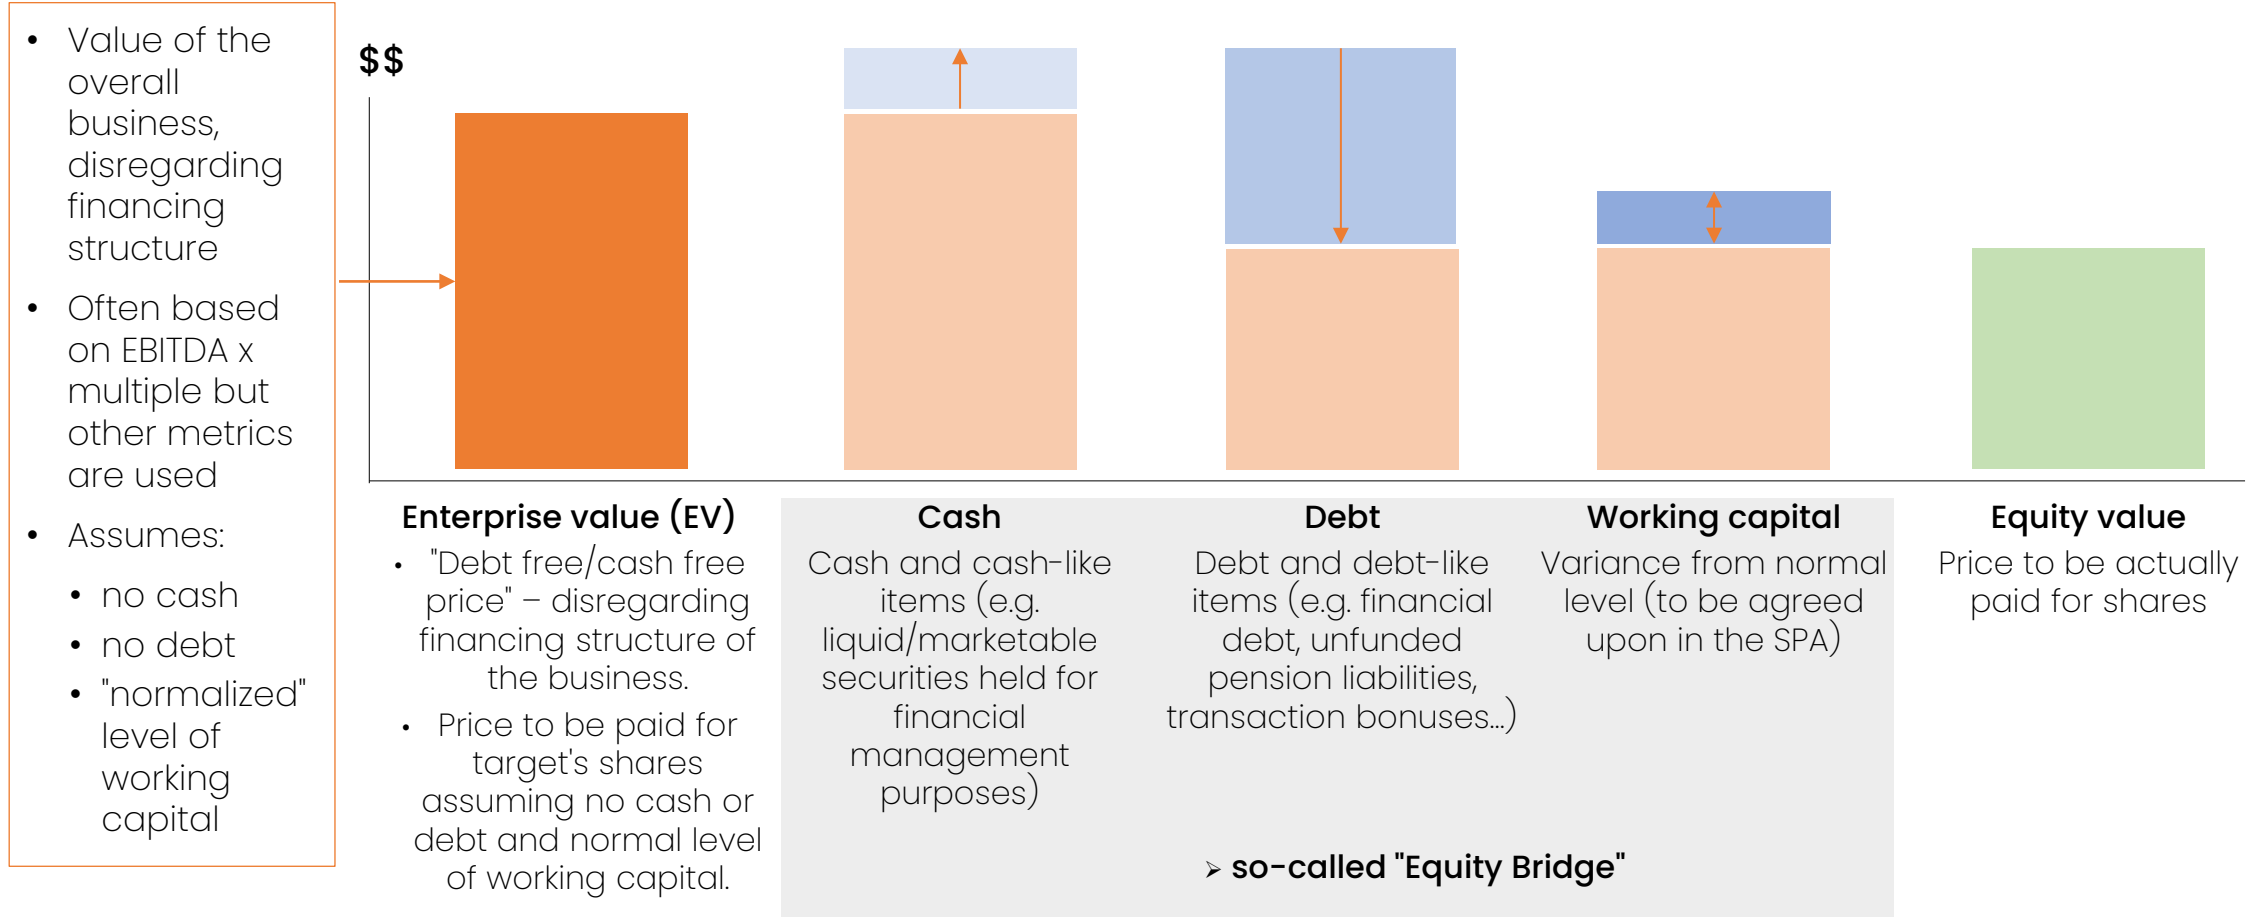 • Value of the
overall
business,
disregarding
financing
structure
• Often based
on EBITDA x
multiple but
other metrics
are used
• Assumes:
• no cash
• no debt
• "normalized"
level of
working
capital
$$
Enterprise value (EV)
• "Debt free/cash free
price" – disregarding
financing structure of
the business.
• Price to be paid for
target's shares
assuming no cash or
debt and normal level
of working capital.
Cash
Cash and cash-like
items (e.g.
liquid/marketable
securities held for
financial
management
purposes)
Debt
Debt and debt-like
items (e.g. financial
debt, unfunded
pension liabilities,
transaction bonuses...)
Working capital
Variance from normal
level (to be agreed
upon in the SPA)
➢ so-called "Equity Bridge"
Equity value
Price to be actually
paid for shares